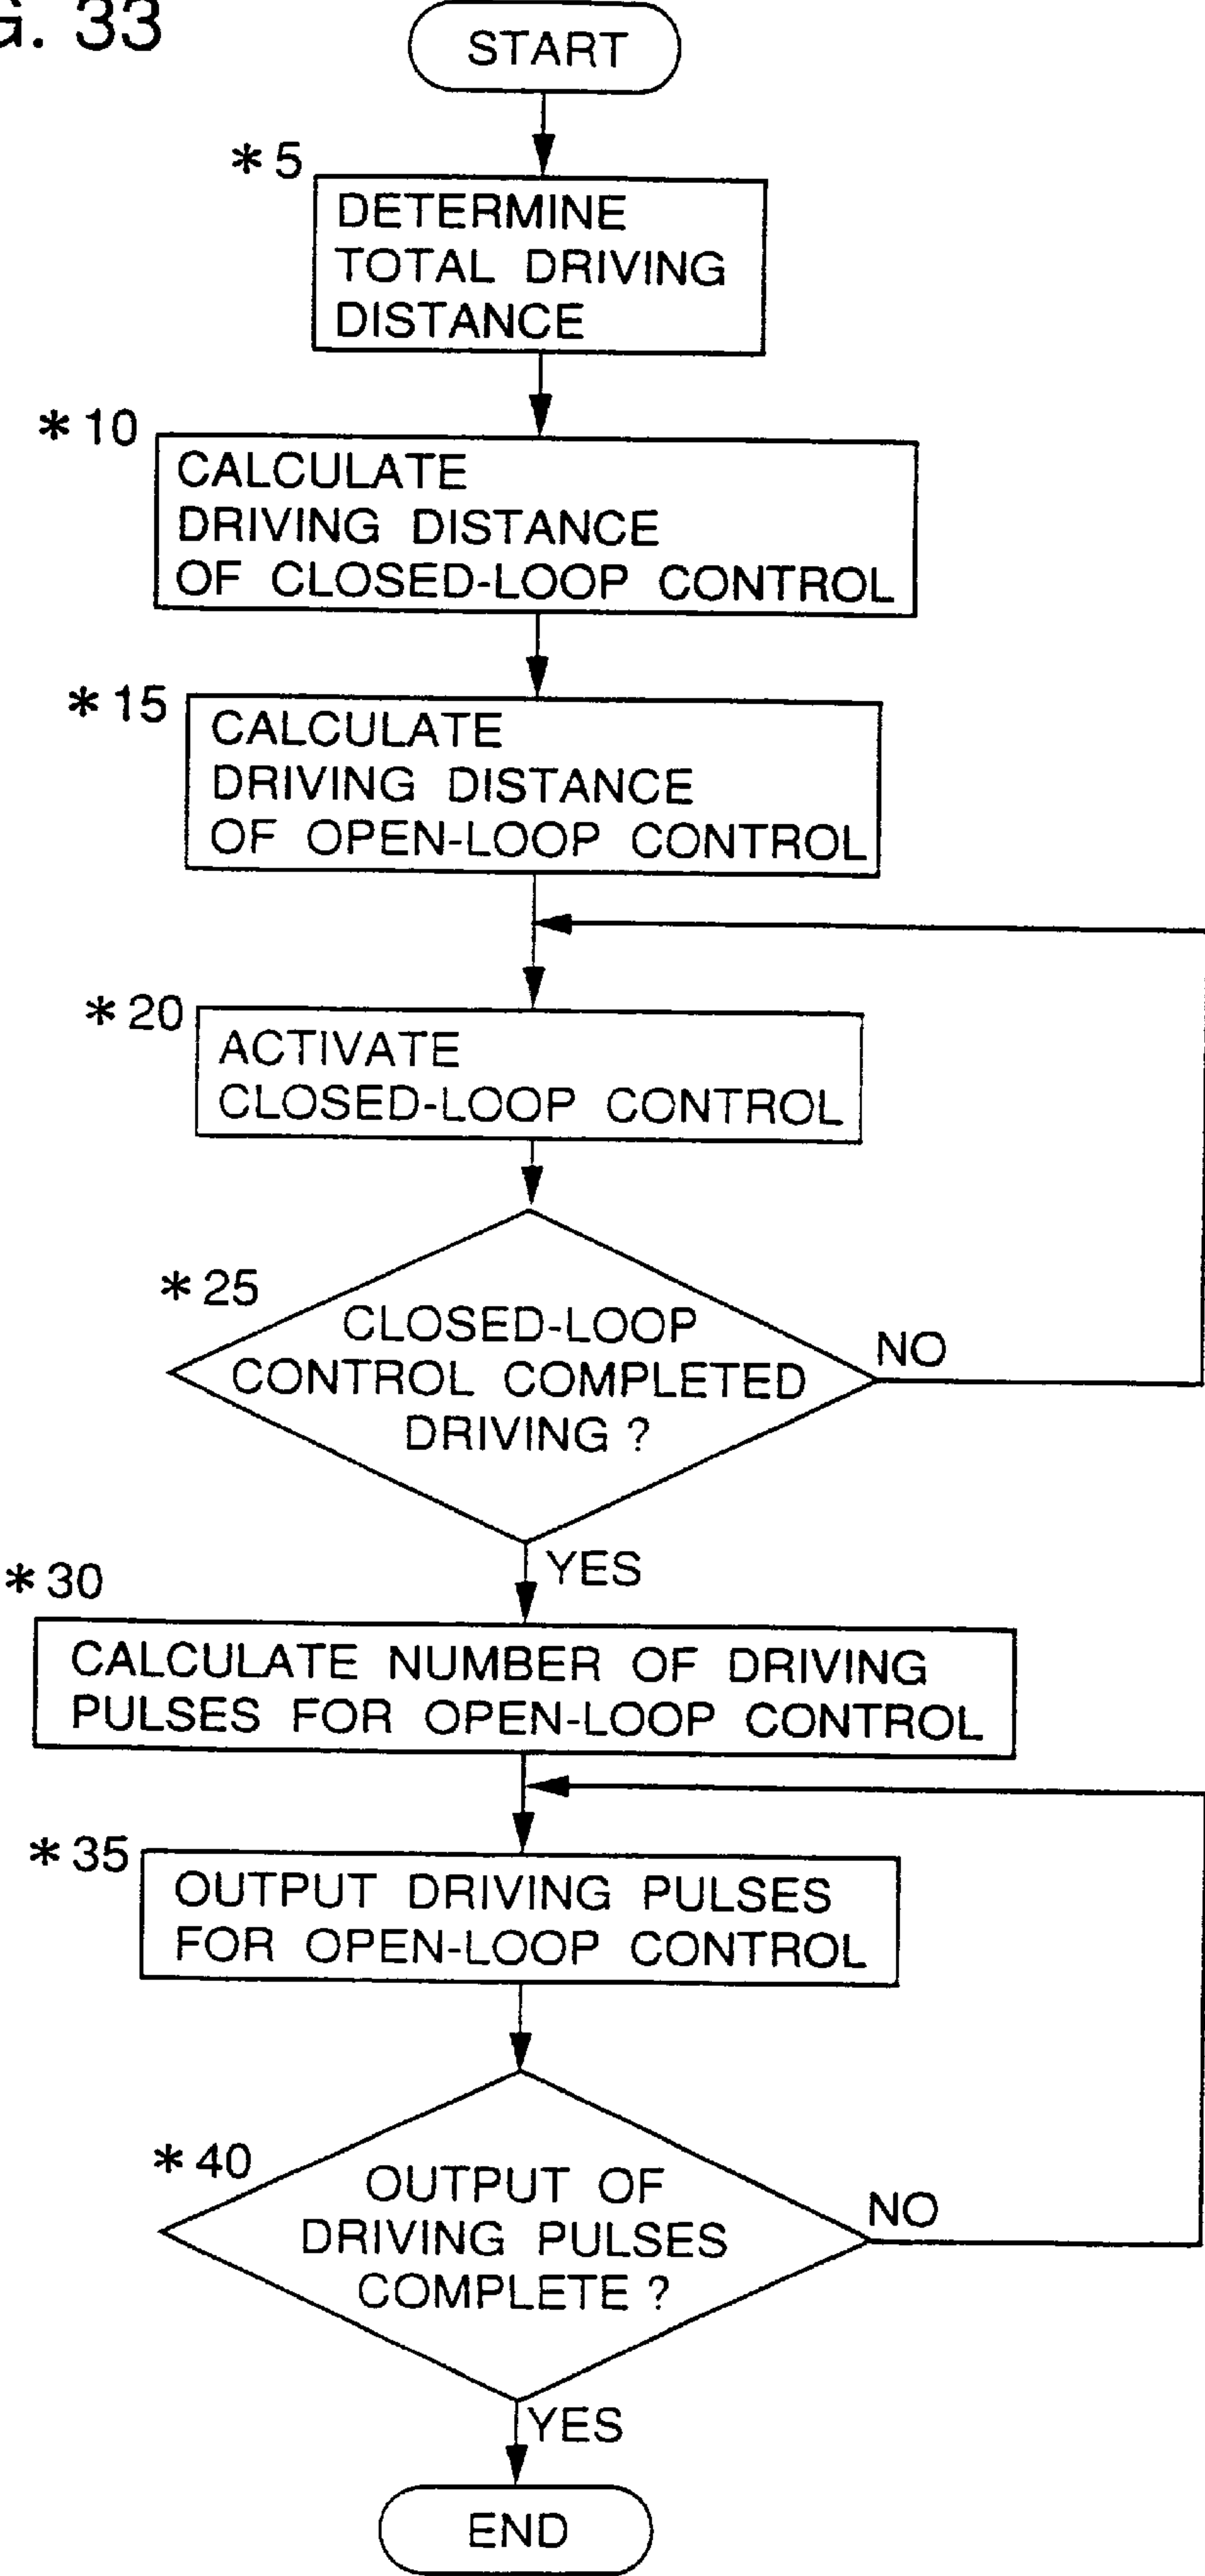 G. 33
START
*5
DETERMINE
TOTAL DRIVING
DISTANCE
*10
CALCULATE
DRIVING DISTANCE
OF CLOSED-LOOP CONTROL
*15
CALCULATE
DRIVING DISTANCE
OF OPEN-LOOP CONTROL
*20
ACTIVATE
CLOSED-LOOP CONTROL
*25
CLOSED-LOOP
CONTROL COMPLETED
DRIVING ?
NO
YES
*30
CALCULATE NUMBER OF DRIVING
PULSES FOR OPEN-LOOP CONTROL
*35
OUTPUT DRIVING PULSES
FOR OPEN-LOOP CONTROL
*40
OUTPUT OF
DRIVING PULSES
COMPLETE ?
NO
YES
END